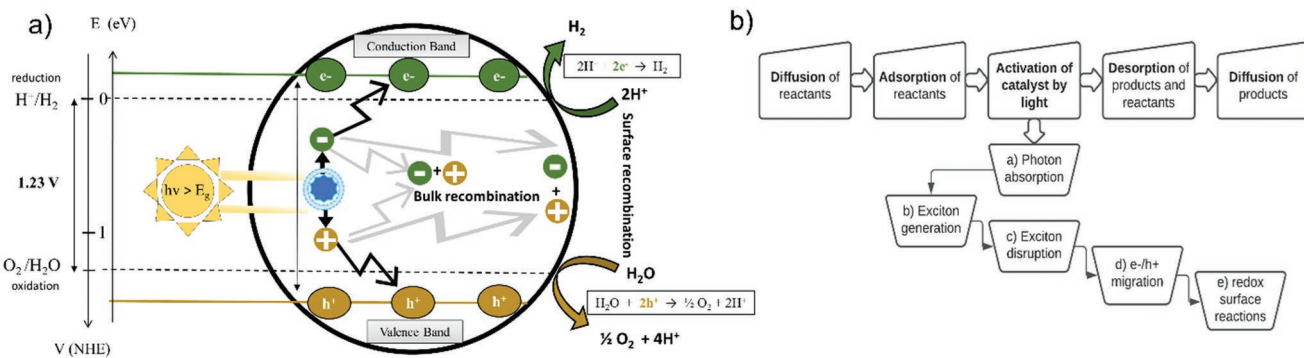 a)
E (eV)
reduction
H⁺/H₂
0
1.23 V
1
O₂/H₂O
oxidation
V (NHE)
hν > E_g
Conduction Band
e-
e-
e-
-
- + +
Bulk recombination
+
-
+
+
h⁺
h⁺
h⁺
Valence Band
Surface recombination
H₂
2H⁺ 2e⁻ → H₂
2H⁺
H₂O
H₂O + 2h⁺ → ½ O₂ + 2H⁺
½ O₂ + 4H⁺
b)
Diffusion of
reactants
Adsorption of
reactants
Activation of
catalyst by
light
Desorption of
products and
reactants
Diffusion of
products
a) Photon
absorption
b) Exciton
generation
c) Exciton
disruption
d) e-/h+
migration
e) redox
surface
reactions